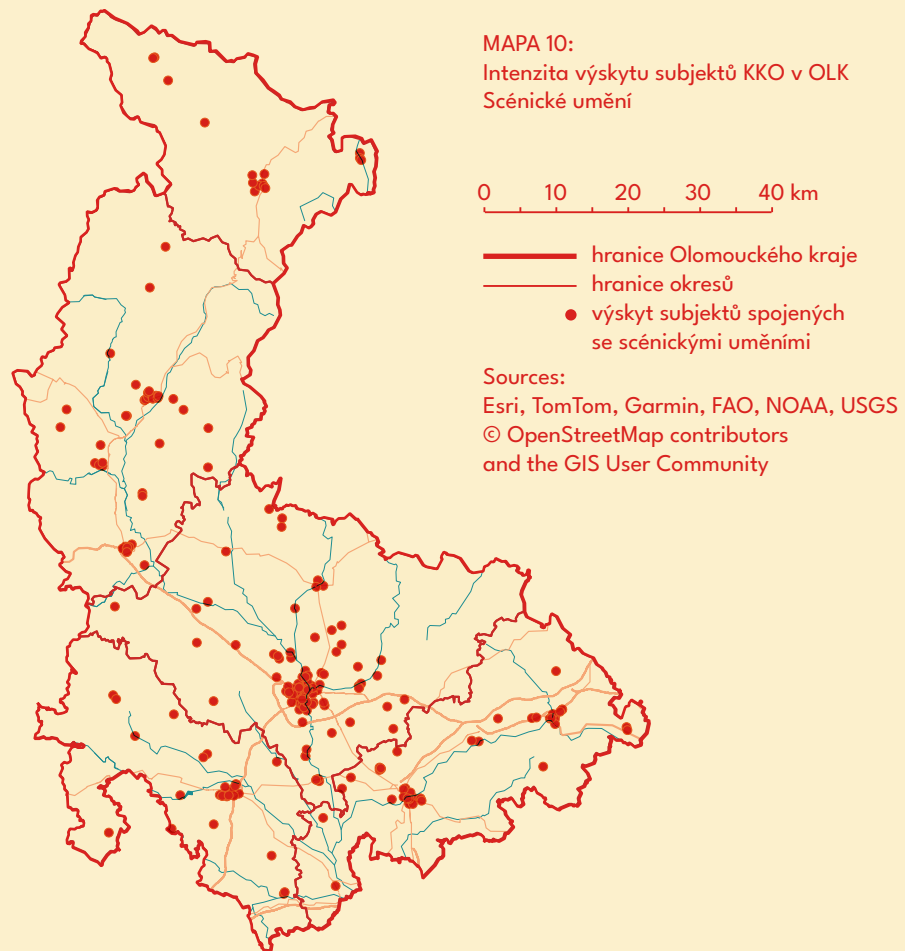 MAPA 10:
Intenzita výskytu subjektů KKO v OLK
Scénické umění
0 10 20 30 40 km
hranice Olomouckého kraje
hranice okresů
výskyt subjektů spojených
se scénickými uměními
Sources:
Esri, TomTom, Garmin, FAO, NOAA, USGS
© OpenStreetMap contributors
and the GIS User Community